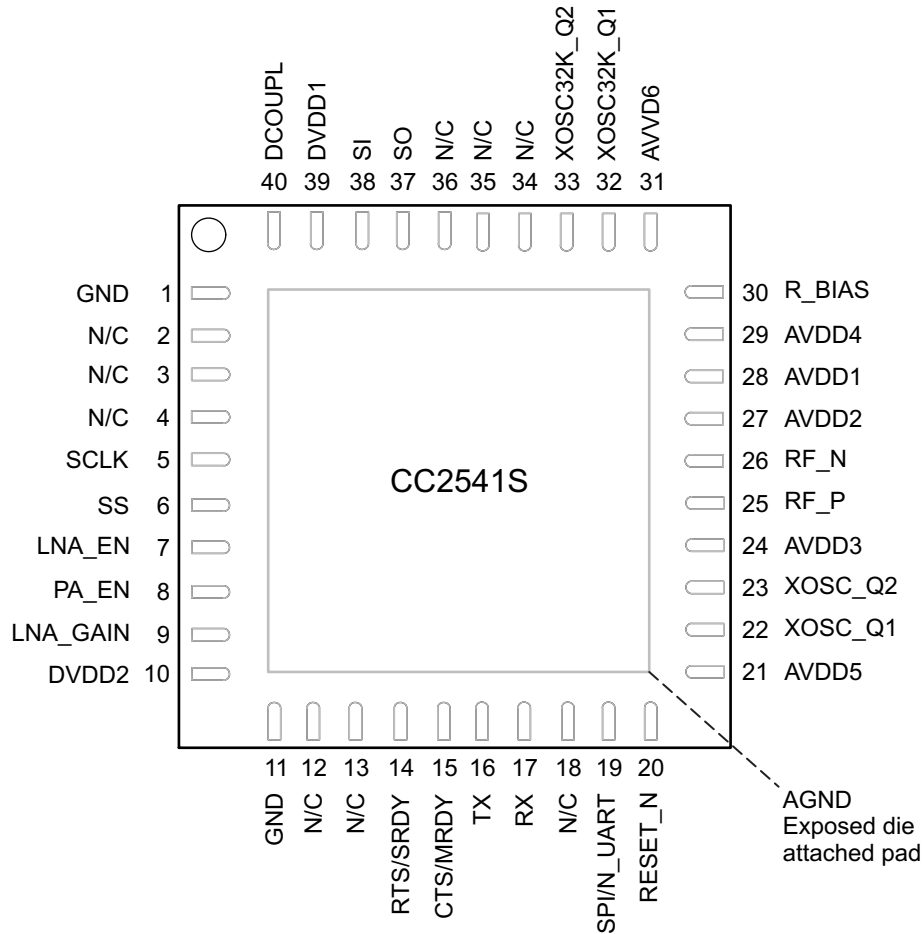 DCOUPL
DVDD1
SI
SO
N/C
N/C
N/C
XOSC32K_Q2
XOSC32K_Q1
AVVD6
40 39 38 37 36 35 34 33 32 31
GND 1
N/C 2
N/C 3
N/C 4
SCLK 5
SS 6
LNA_EN 7
PA_EN 8
LNA_GAIN 9
DVDD2 10
CC2541S
30 R_BIAS
29 AVDD4
28 AVDD1
27 AVDD2
26 RF_N
25 RF_P
24 AVDD3
23 XOSC_Q2
22 XOSC_Q1
21 AVDD5
11 12 13 14 15 16 17 18 19 20
GND
N/C
N/C
RTS/SRDY
CTS/MRDY
TX
RX
N/C
SPI/N_UART
RESET_N
AGND
Exposed die
attached pad